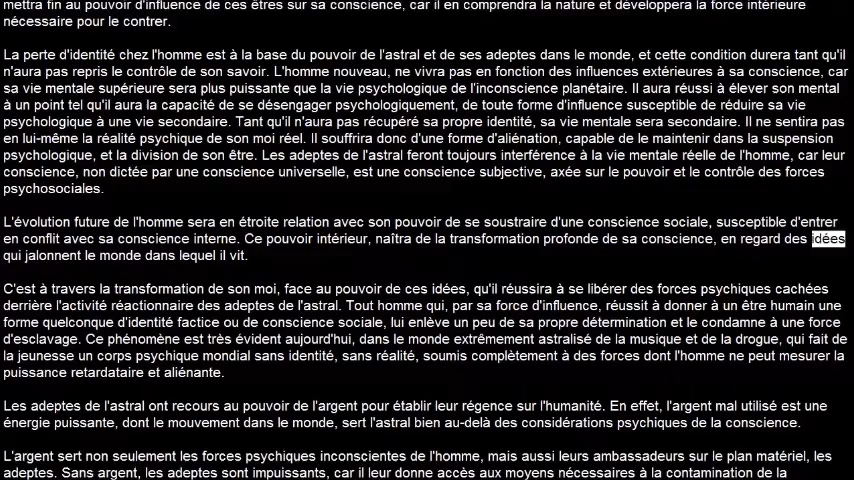 mettra fin au pouvoir d'influence de ces êtres sur sa conscience, car il en comprendra la nature et développera la force intérieure
nécessaire pour le contrer.
La perte d'identité chez l'homme est à la base du pouvoir de l'astral et de ses adeptes dans le monde, et cette condition durera tant qu'il
n'aura pas repris le contrôle de son savoir. L'homme nouveau, ne vivra pas en fonction des influences extérieures à sa conscience, car
sa vie mentale supérieure sera plus puissante que la vie psychologique de l'inconscience planétaire. Il aura réussi à élever son mental
à un point tel qu'il aura la capacité de se désengager psychologiquement, de toute forme d'influence susceptible de réduire sa vie
psychologique à une vie secondaire. Tant qu'il n'aura pas récupéré sa propre identité, sa vie mentale sera secondaire. Il ne sentira pas
en lui-même la réalité psychique de son moi réel. Il souffrira donc d'une forme d'aliénation, capable de le maintenir dans la suspension
psychologique, et la division de son être. Les adeptes de l'astral feront toujours interférence à la vie mentale réelle de l'homme, car leur
conscience, non dictée par une conscience universelle, est une conscience subjective, axée sur le pouvoir et le contrôle des forces
psychosociales.
L'évolution future de l'homme sera en étroite relation avec son pouvoir de se soustraire d'une conscience sociale, susceptible d'entrer
en conflit avec sa conscience interne. Ce pouvoir intérieur, naîtra de la transformation profonde de sa conscience, en regard des idées
qui jalonnent le monde dans lequel il vit.
C'est à travers la transformation de son moi, face au pouvoir de ces idées, qu'il réussira à se libérer des forces psychiques cachées
derrière l'activité réactionnaire des adeptes de l'astral. Tout homme qui, par sa force d'influence, réussit à donner à un être humain une
forme quelconque d'identité factice ou de conscience sociale, lui enlève un peu de sa propre détermination et le condamne à une force
d'esclavage. Ce phénomène est très évident aujourd'hui, dans le monde extrêmement astralisé de la musique et de la drogue, qui fait de
la jeunesse un corps psychique mondial sans identité, sans réalité, soumis complètement à des forces dont l'homme ne peut mesurer la
puissance retardataire et aliénante.
Les adeptes de l'astral ont recours au pouvoir de l'argent pour établir leur régence sur l'humanité. En effet, l'argent mal utilisé est une
énergie puissante, dont le mouvement dans le monde, sert l'astral bien au-delà des considérations psychiques de la conscience.
L'argent sert non seulement les forces psychiques inconscientes de l'homme, mais aussi leurs ambassadeurs sur le plan matériel, les
adeptes. Sans argent, les adeptes sont impuissants, car il leur donne accès aux moyens nécessaires à la contamination de la